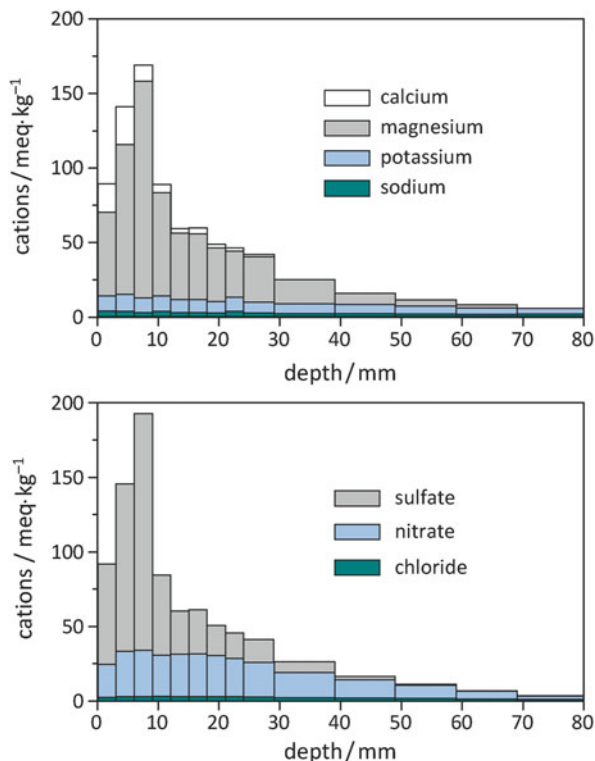 200
150
100
50
0
cations / meq·kg⁻¹
calcium
magnesium
potassium
sodium
0 10 20 30 40 50 60 70 80
depth / mm
200
150
100
50
0
cations / meq·kg⁻¹
sulfate
nitrate
chloride
0 10 20 30 40 50 60 70 80
depth / mm